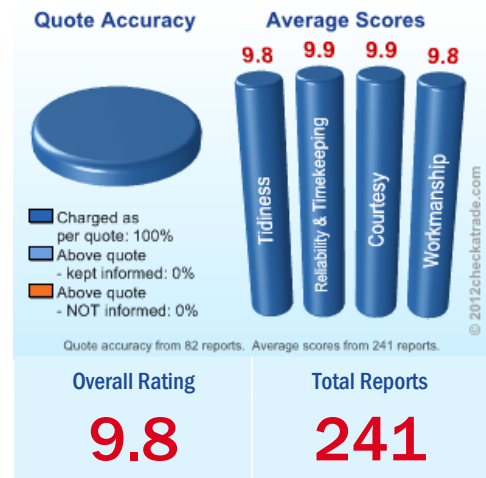 Quote Accuracy
Charged as
per quote: 100%
Above quote
- kept informed: 0%
Above quote
- NOT informed: 0%
Average Scores
9.8
9.9
9.9
9.8
Tidiness
Reliability & Timekeeping
Courtesy
Workmanship
© 2012checkatrade.com
Quote accuracy from 82 reports. Average scores from 241 reports.
Overall Rating
9.8
Total Reports
241